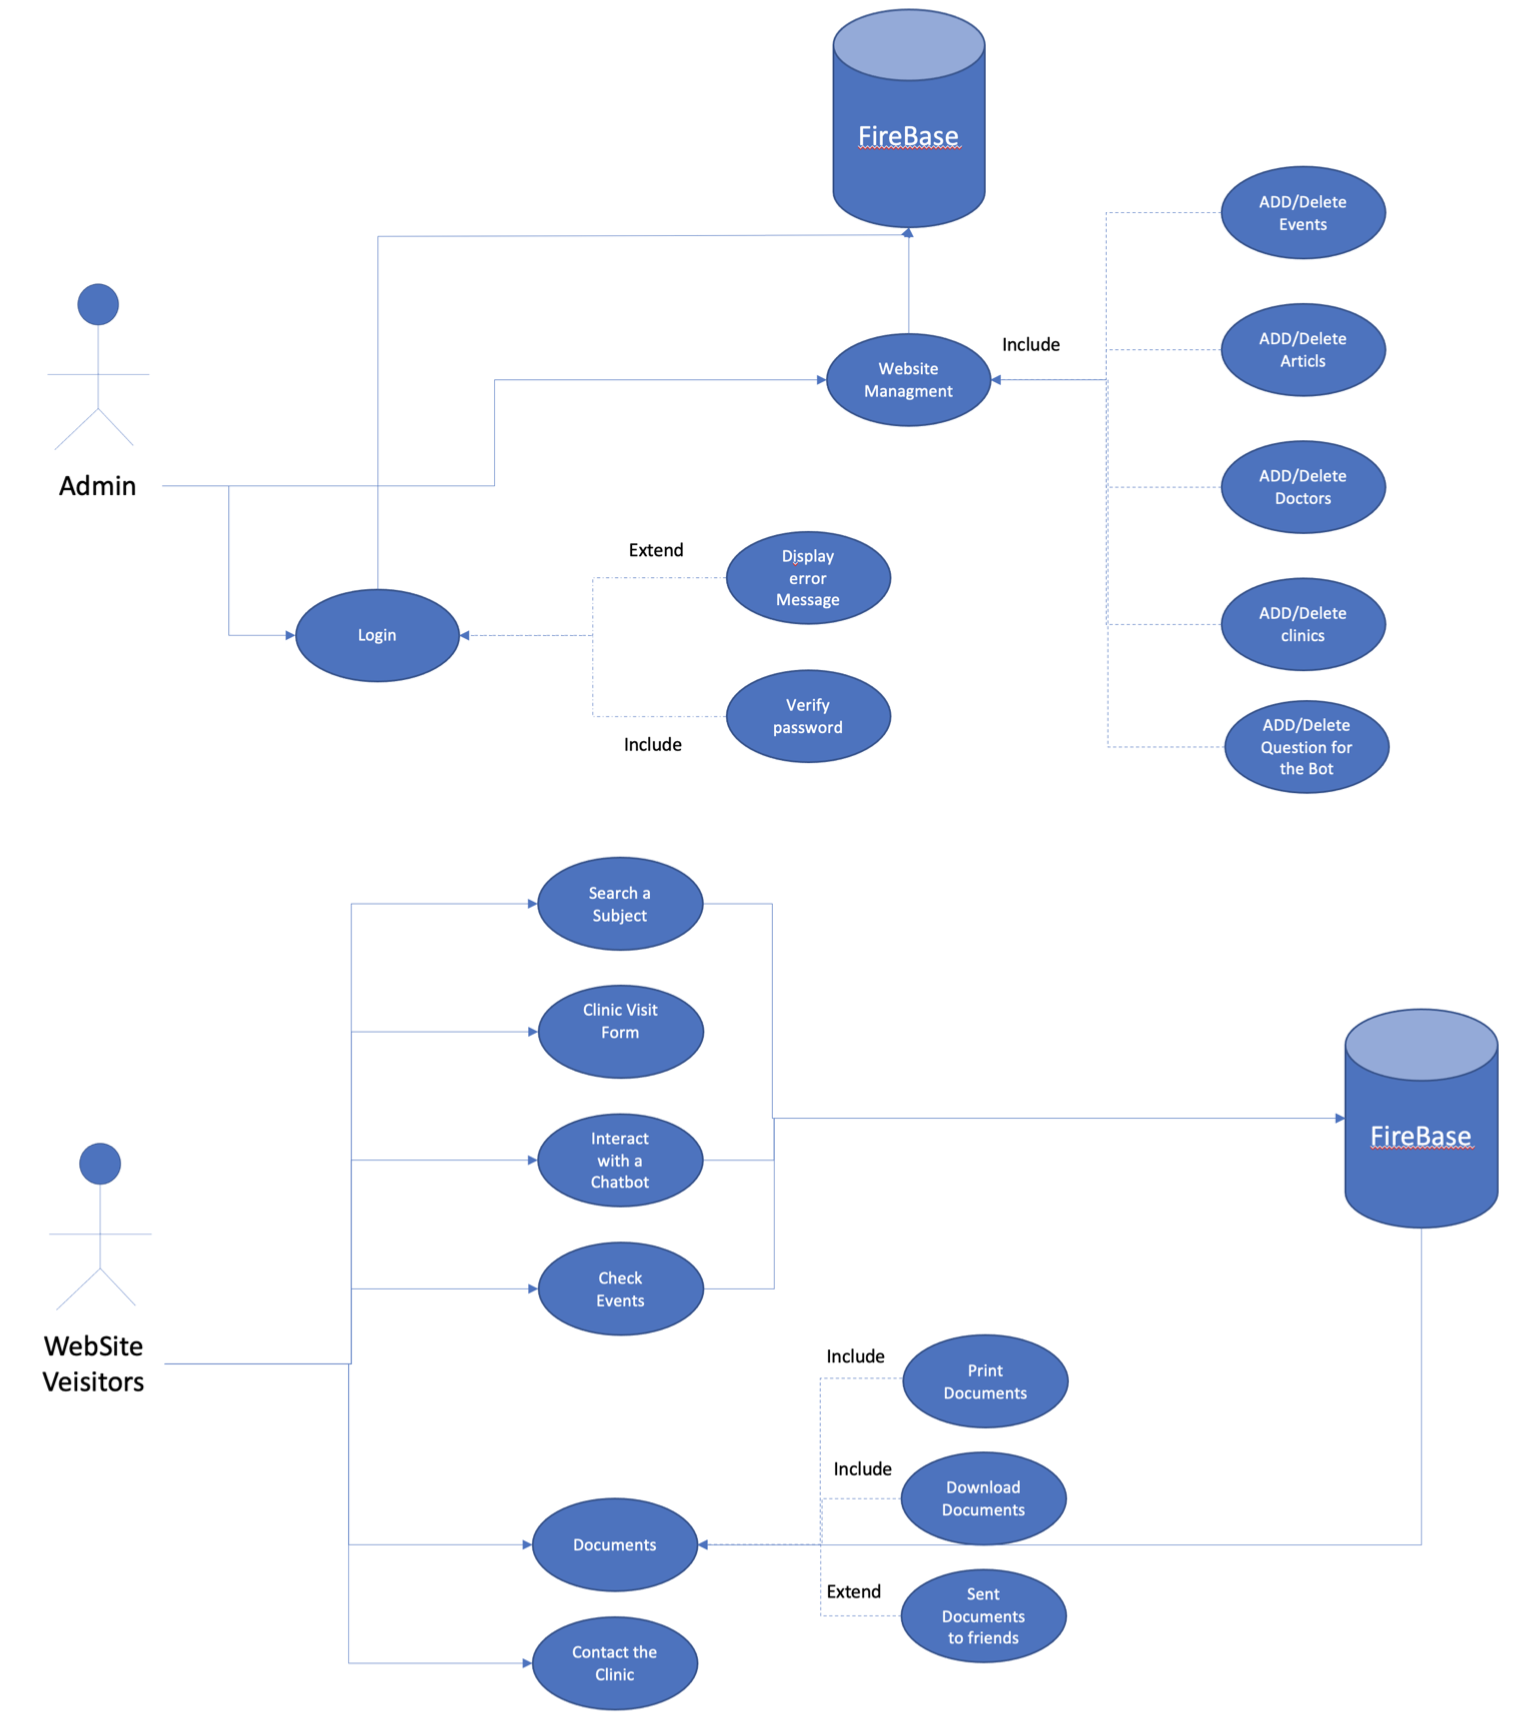 FireBase
ADD/Delete
Events
Include
ADD/Delete
Articls
Website
Managment
Admin
ADD/Delete
Doctors
Extend
Display
error
Message
Login
ADD/Delete
clinics
Verify
password
Include
ADD/Delete
Question for
the Bot
Search a
Subject
Clinic Visit
Form
Interact
with a
Chatbot
FireBase
Check
Events
WebSite
Veisitors
Include
Print
Documents
Include
Download
Documents
Documents
Extend
Sent
Documents
to friends
Contact the
Clinic